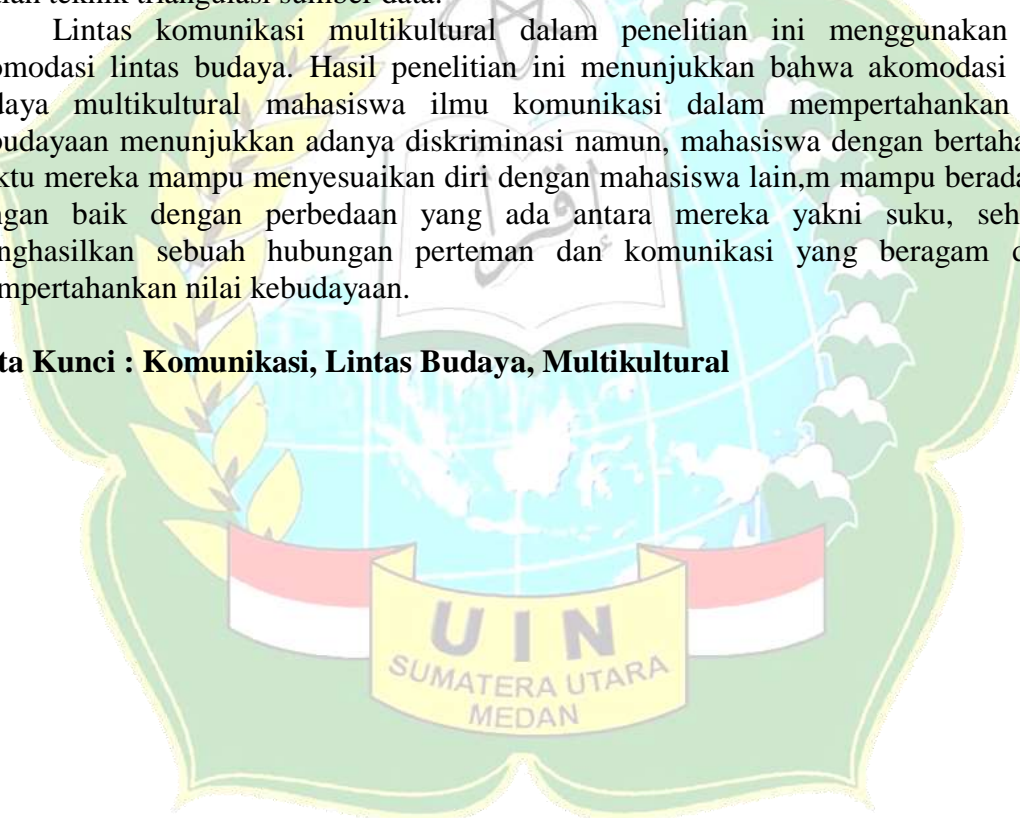 teknik triangulasi sumber data.
Lintas komunikasi multikultural dalam penelitian ini menggunakan
omodasi lintas budaya. Hasil penelitian ini menunjukkan bahwa akomodasi
daya multikultural mahasiswa ilmu komunikasi dalam mempertahankan
budayaan menunjukkan adanya diskriminasi namun, mahasiswa dengan bertaha
ktu mereka mampu menyesuaikan diri dengan mahasiswa lain,m mampu berada
ngan baik dengan perbedaan yang ada antara mereka yakni suku, seh
nghasilkan sebuah hubungan perteman dan komunikasi yang beragam d
mpertahankan nilai kebudayaan.
ta Kunci : Komunikasi, Lintas Budaya, Multikultural
اقرأ
UIN
SUMATERA UTARA
MEDAN